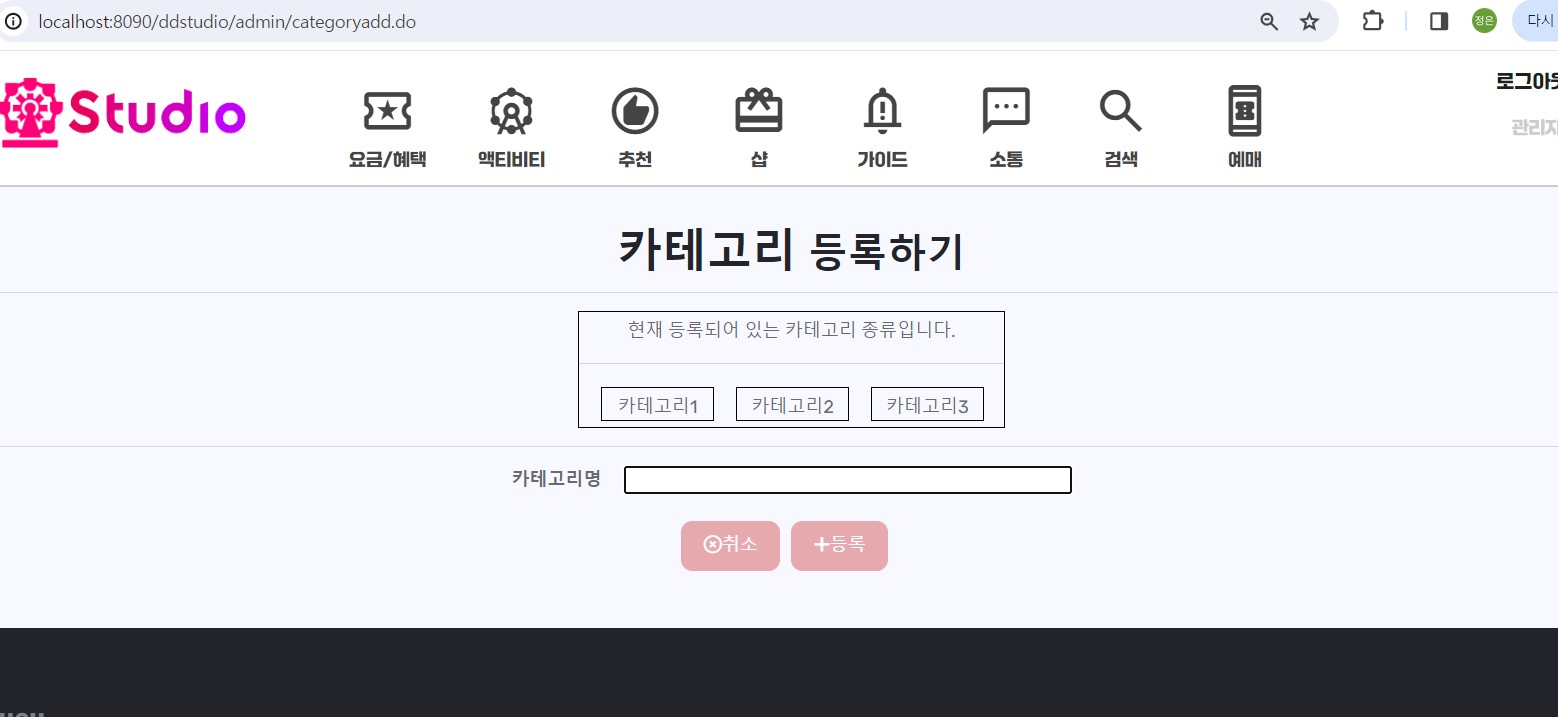 localhost:8090/ddstudio/admin/categoryadd.do
정은
다시
Studio
요금/혜택
액티비티
추천
샵
가이드
소통
검색
예매
로그아웃
관리자
카테고리 등록하기
현재 등록되어 있는 카테고리 종류입니다.
카테고리1
카테고리2
카테고리3
카테고리명
취소
등록